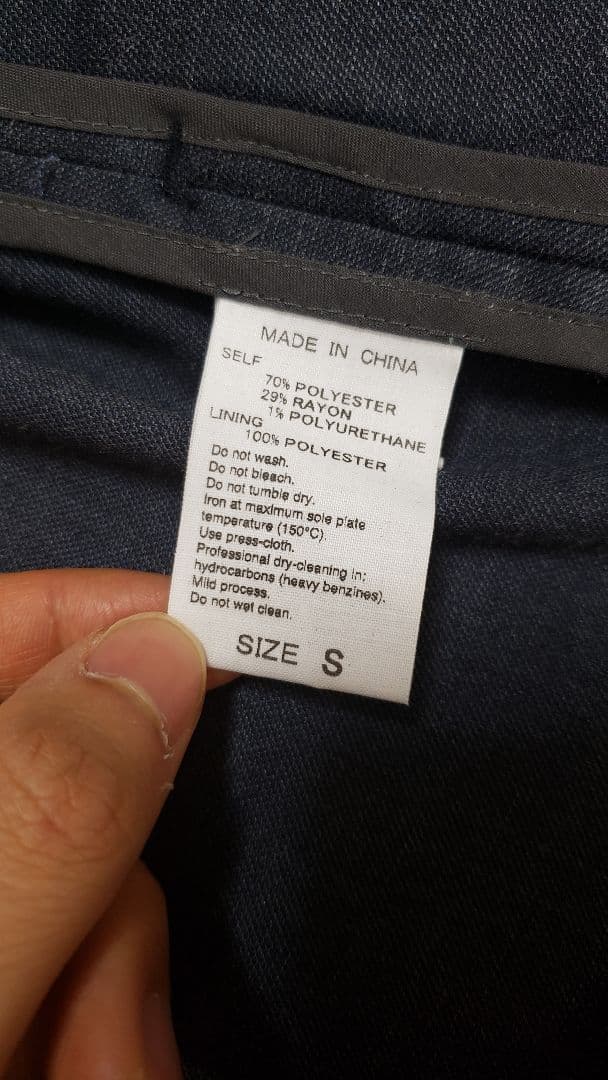 MADE IN CHINA
SELF
70% POLYESTER
29% RAYON
1% POLYURETHANE
LINING
100% POLYESTER
Do not wash.
Do not bleach.
Do not tumble dry.
Iron at maximum sole plate
temperature (150°C).
Use press-cloth.
Professional dry-cleaning in:
hydrocarbons (heavy benzines).
Mild process.
Do not wet clean.
SIZE S